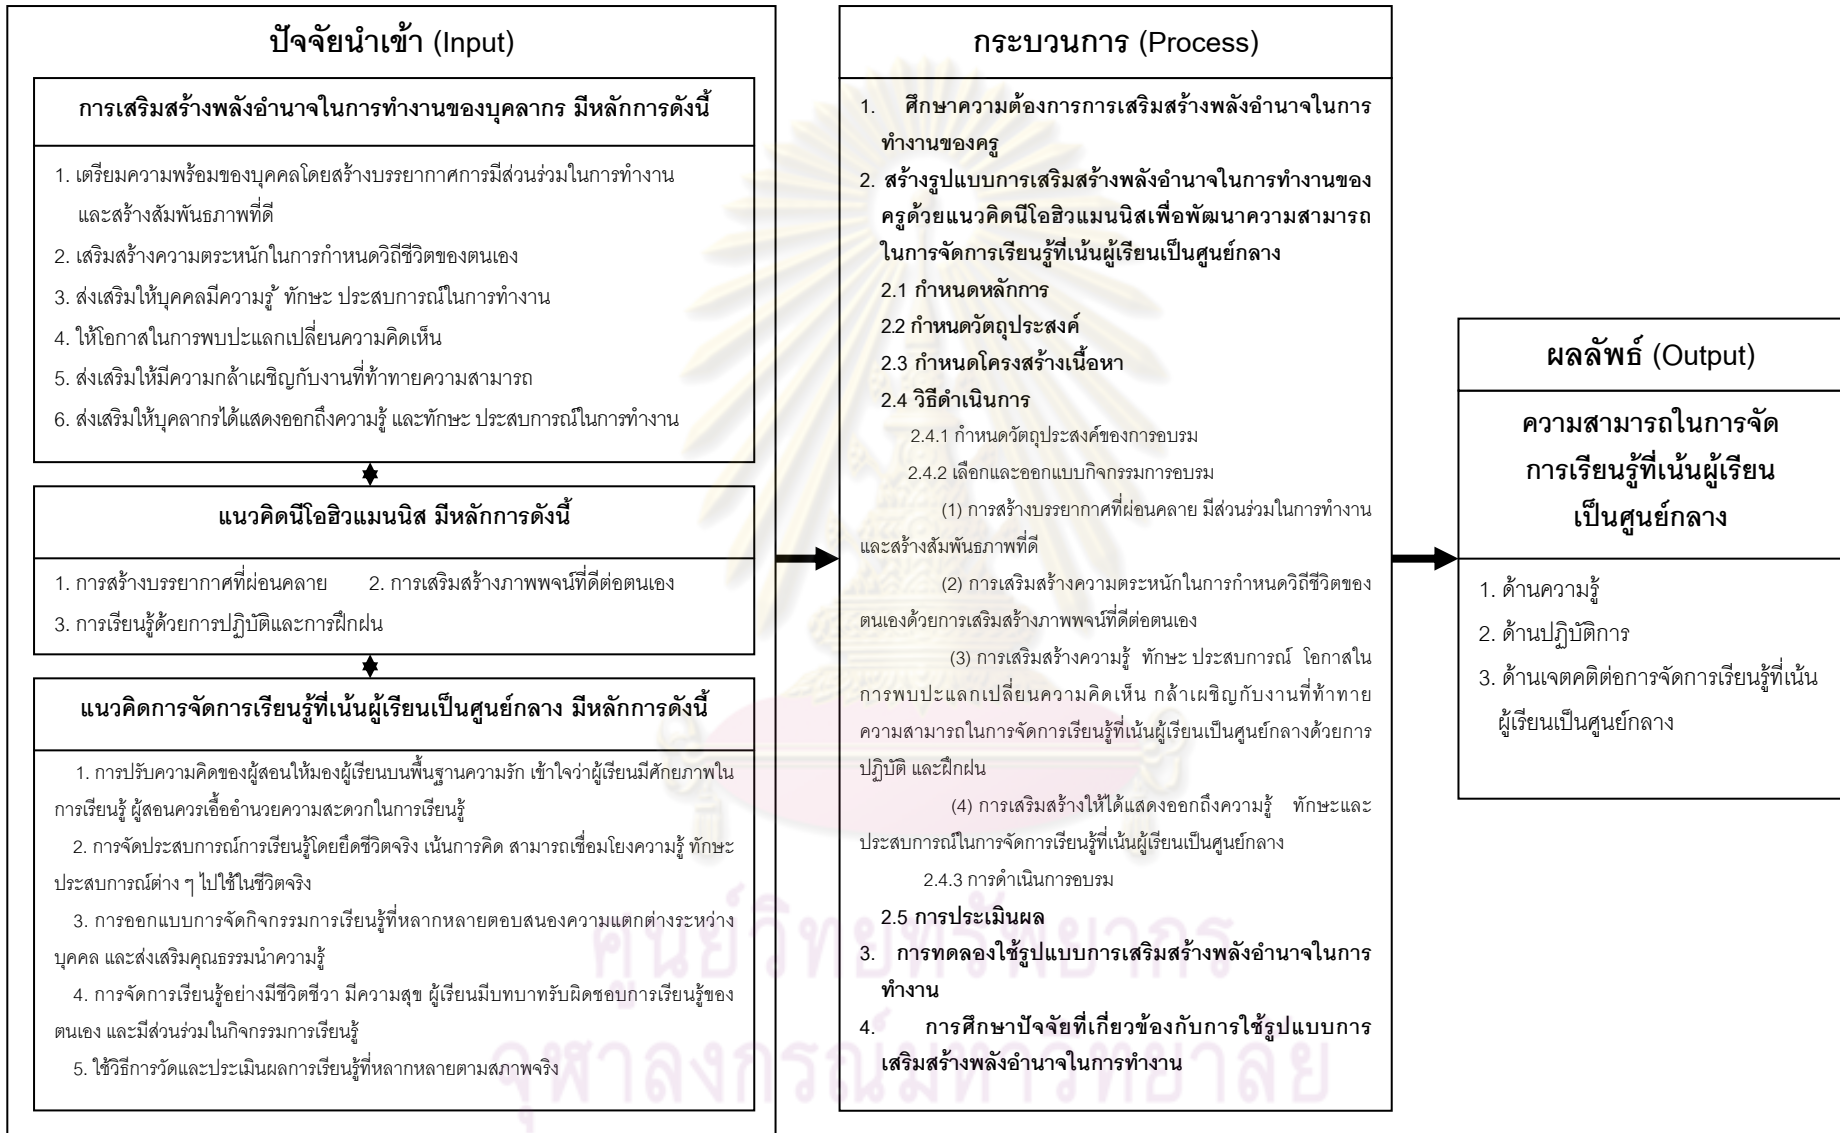 ปัจจัยนำเข้า (Input)
การเสริมสร้างพลังอำนาจในการทำงานของบุคลากร มีหลักการดังนี้
1. เตรียมความพร้อมของบุคคลโดยสร้างบรรยากาศการมีส่วนร่วมในการทำงาน
และสร้างสัมพันธภาพที่ดี
2. เสริมสร้างความตระหนักในการกำหนดวิถีชีวิตของตนเอง
3. ส่งเสริมให้บุคคลมีความรู้ ทักษะ ประสบการณ์ในการทำงาน
4. ให้โอกาสในการพบปะแลกเปลี่ยนความคิดเห็น
5. ส่งเสริมให้มีความกล้าเผชิญกับงานที่ท้าทายความสามารถ
6. ส่งเสริมให้บุคลากรได้แสดงออกถึงความรู้ และทักษะ ประสบการณ์ในการทำงาน
แนวคิดนีโอฮิวแมนนิส มีหลักการดังนี้
1. การสร้างบรรยากาศที่ผ่อนคลาย 2. การเสริมสร้างภาพพจน์ที่ดีต่อตนเอง
3. การเรียนรู้ด้วยการปฏิบัติและการฝึกฝน
แนวคิดการจัดการเรียนรู้ที่เน้นผู้เรียนเป็นศูนย์กลาง มีหลักการดังนี้
1. การปรับความคิดของผู้สอนให้มองผู้เรียนบนพื้นฐานความรัก เข้าใจว่าผู้เรียนมีศักยภาพใน
การเรียนรู้ ผู้สอนควรเอื้ออำนวยความสะดวกในการเรียนรู้
2. การจัดประสบการณ์การเรียนรู้โดยยึดชีวิตจริง เน้นการคิด สามารถเชื่อมโยงความรู้ ทักษะ
ประสบการณ์ต่าง ๆ ไปใช้ในชีวิตจริง
3. การออกแบบการจัดกิจกรรมการเรียนรู้ที่หลากหลายตอบสนองความแตกต่างระหว่าง
บุคคล และส่งเสริมคุณธรรมนำความรู้
4. การจัดการเรียนรู้อย่างมีชีวิตชีวา มีความสุข ผู้เรียนมีบทบาทรับผิดชอบการเรียนรู้ของ
ตนเอง และมีส่วนร่วมในกิจกรรมการเรียนรู้
5. ใช้วิธีการวัดและประเมินผลการเรียนรู้ที่หลากหลายตามสภาพจริง
กระบวนการ (Process)
1. ศึกษาความต้องการการเสริมสร้างพลังอำนาจในการ
ทำงานของครู
2. สร้างรูปแบบการเสริมสร้างพลังอำนาจในการทำงานของ
ครูด้วยแนวคิดนีโอฮิวแมนนิสเพื่อพัฒนาความสามารถ
ในการจัดการเรียนรู้ที่เน้นผู้เรียนเป็นศูนย์กลาง
2.1 กำหนดหลักการ
2.2 กำหนดวัตถุประสงค์
2.3 กำหนดโครงสร้างเนื้อหา
2.4 วิธีดำเนินการ
2.4.1 กำหนดวัตถุประสงค์ของการอบรม
2.4.2 เลือกและออกแบบกิจกรรมการอบรม
(1) การสร้างบรรยากาศที่ผ่อนคลาย มีส่วนร่วมในการทำงาน
และสร้างสัมพันธภาพที่ดี
(2) การเสริมสร้างความตระหนักในการกำหนดวิถีชีวิตของ
ตนเองด้วยการเสริมสร้างภาพพจน์ที่ดีต่อตนเอง
(3) การเสริมสร้างความรู้ ทักษะ ประสบการณ์ โอกาสใน
การพบปะแลกเปลี่ยนความคิดเห็น กล้าเผชิญกับงานที่ท้าทาย
ความสามารถในการจัดการเรียนรู้ที่เน้นผู้เรียนเป็นศูนย์กลางด้วยการ
ปฏิบัติ และฝึกฝน
(4) การเสริมสร้างให้ได้แสดงออกถึงความรู้ ทักษะและ
ประสบการณ์ในการจัดการเรียนรู้ที่เน้นผู้เรียนเป็นศูนย์กลาง
2.4.3 การดำเนินการอบรม
2.5 การประเมินผล
3. การทดลองใช้รูปแบบการเสริมสร้างพลังอำนาจในการ
ทำงาน
4. การศึกษาปัจจัยที่เกี่ยวข้องกับการใช้รูปแบบการ
เสริมสร้างพลังอำนาจในการทำงาน
ผลลัพธ์ (Output)
ความสามารถในการจัด
การเรียนรู้ที่เน้นผู้เรียน
เป็นศูนย์กลาง
1. ด้านความรู้
2. ด้านปฏิบัติการ
3. ด้านเจตคติต่อการจัดการเรียนรู้ที่เน้น
ผู้เรียนเป็นศูนย์กลาง
ศูนย์วิทยทรัพยากร
จุฬาลงกรณ์มหาวิทยาลัย